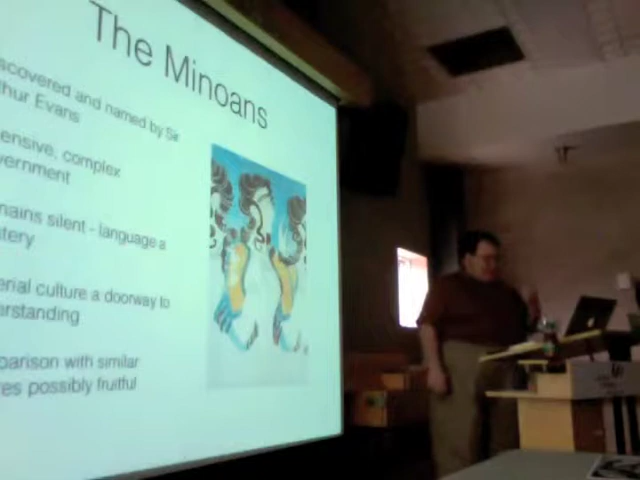 The Minoans
scovered and named by Sir
thur Evans
ensive, complex
vernment
mains silent - language a
stery
erial culture a doorway to
erstanding
parison with similar
res possibly fruitful